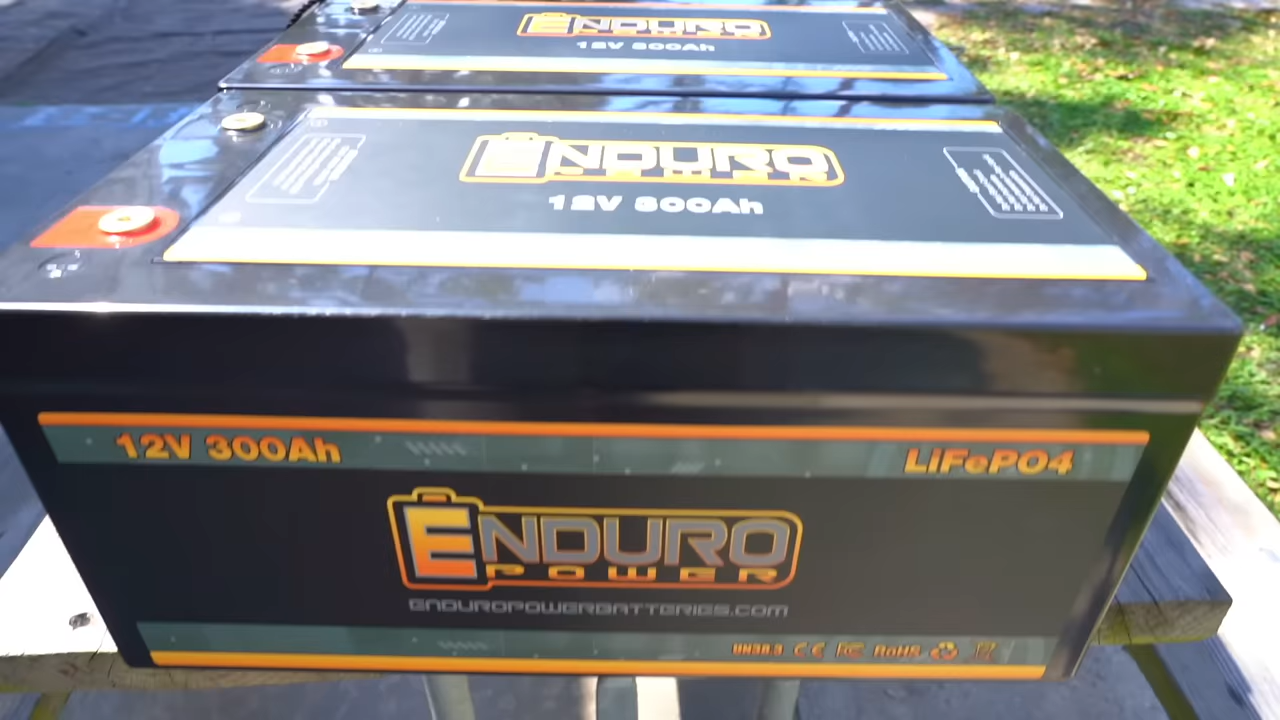 ENDURO
POWER
12V 300Ah
ENDURO
POWER
12V 300Ah
12V 300Ah
LiFePO4
ENDURO
POWER
ENDUROPOWERBATTERIES.COM
UN38.3 CE FC RoHS